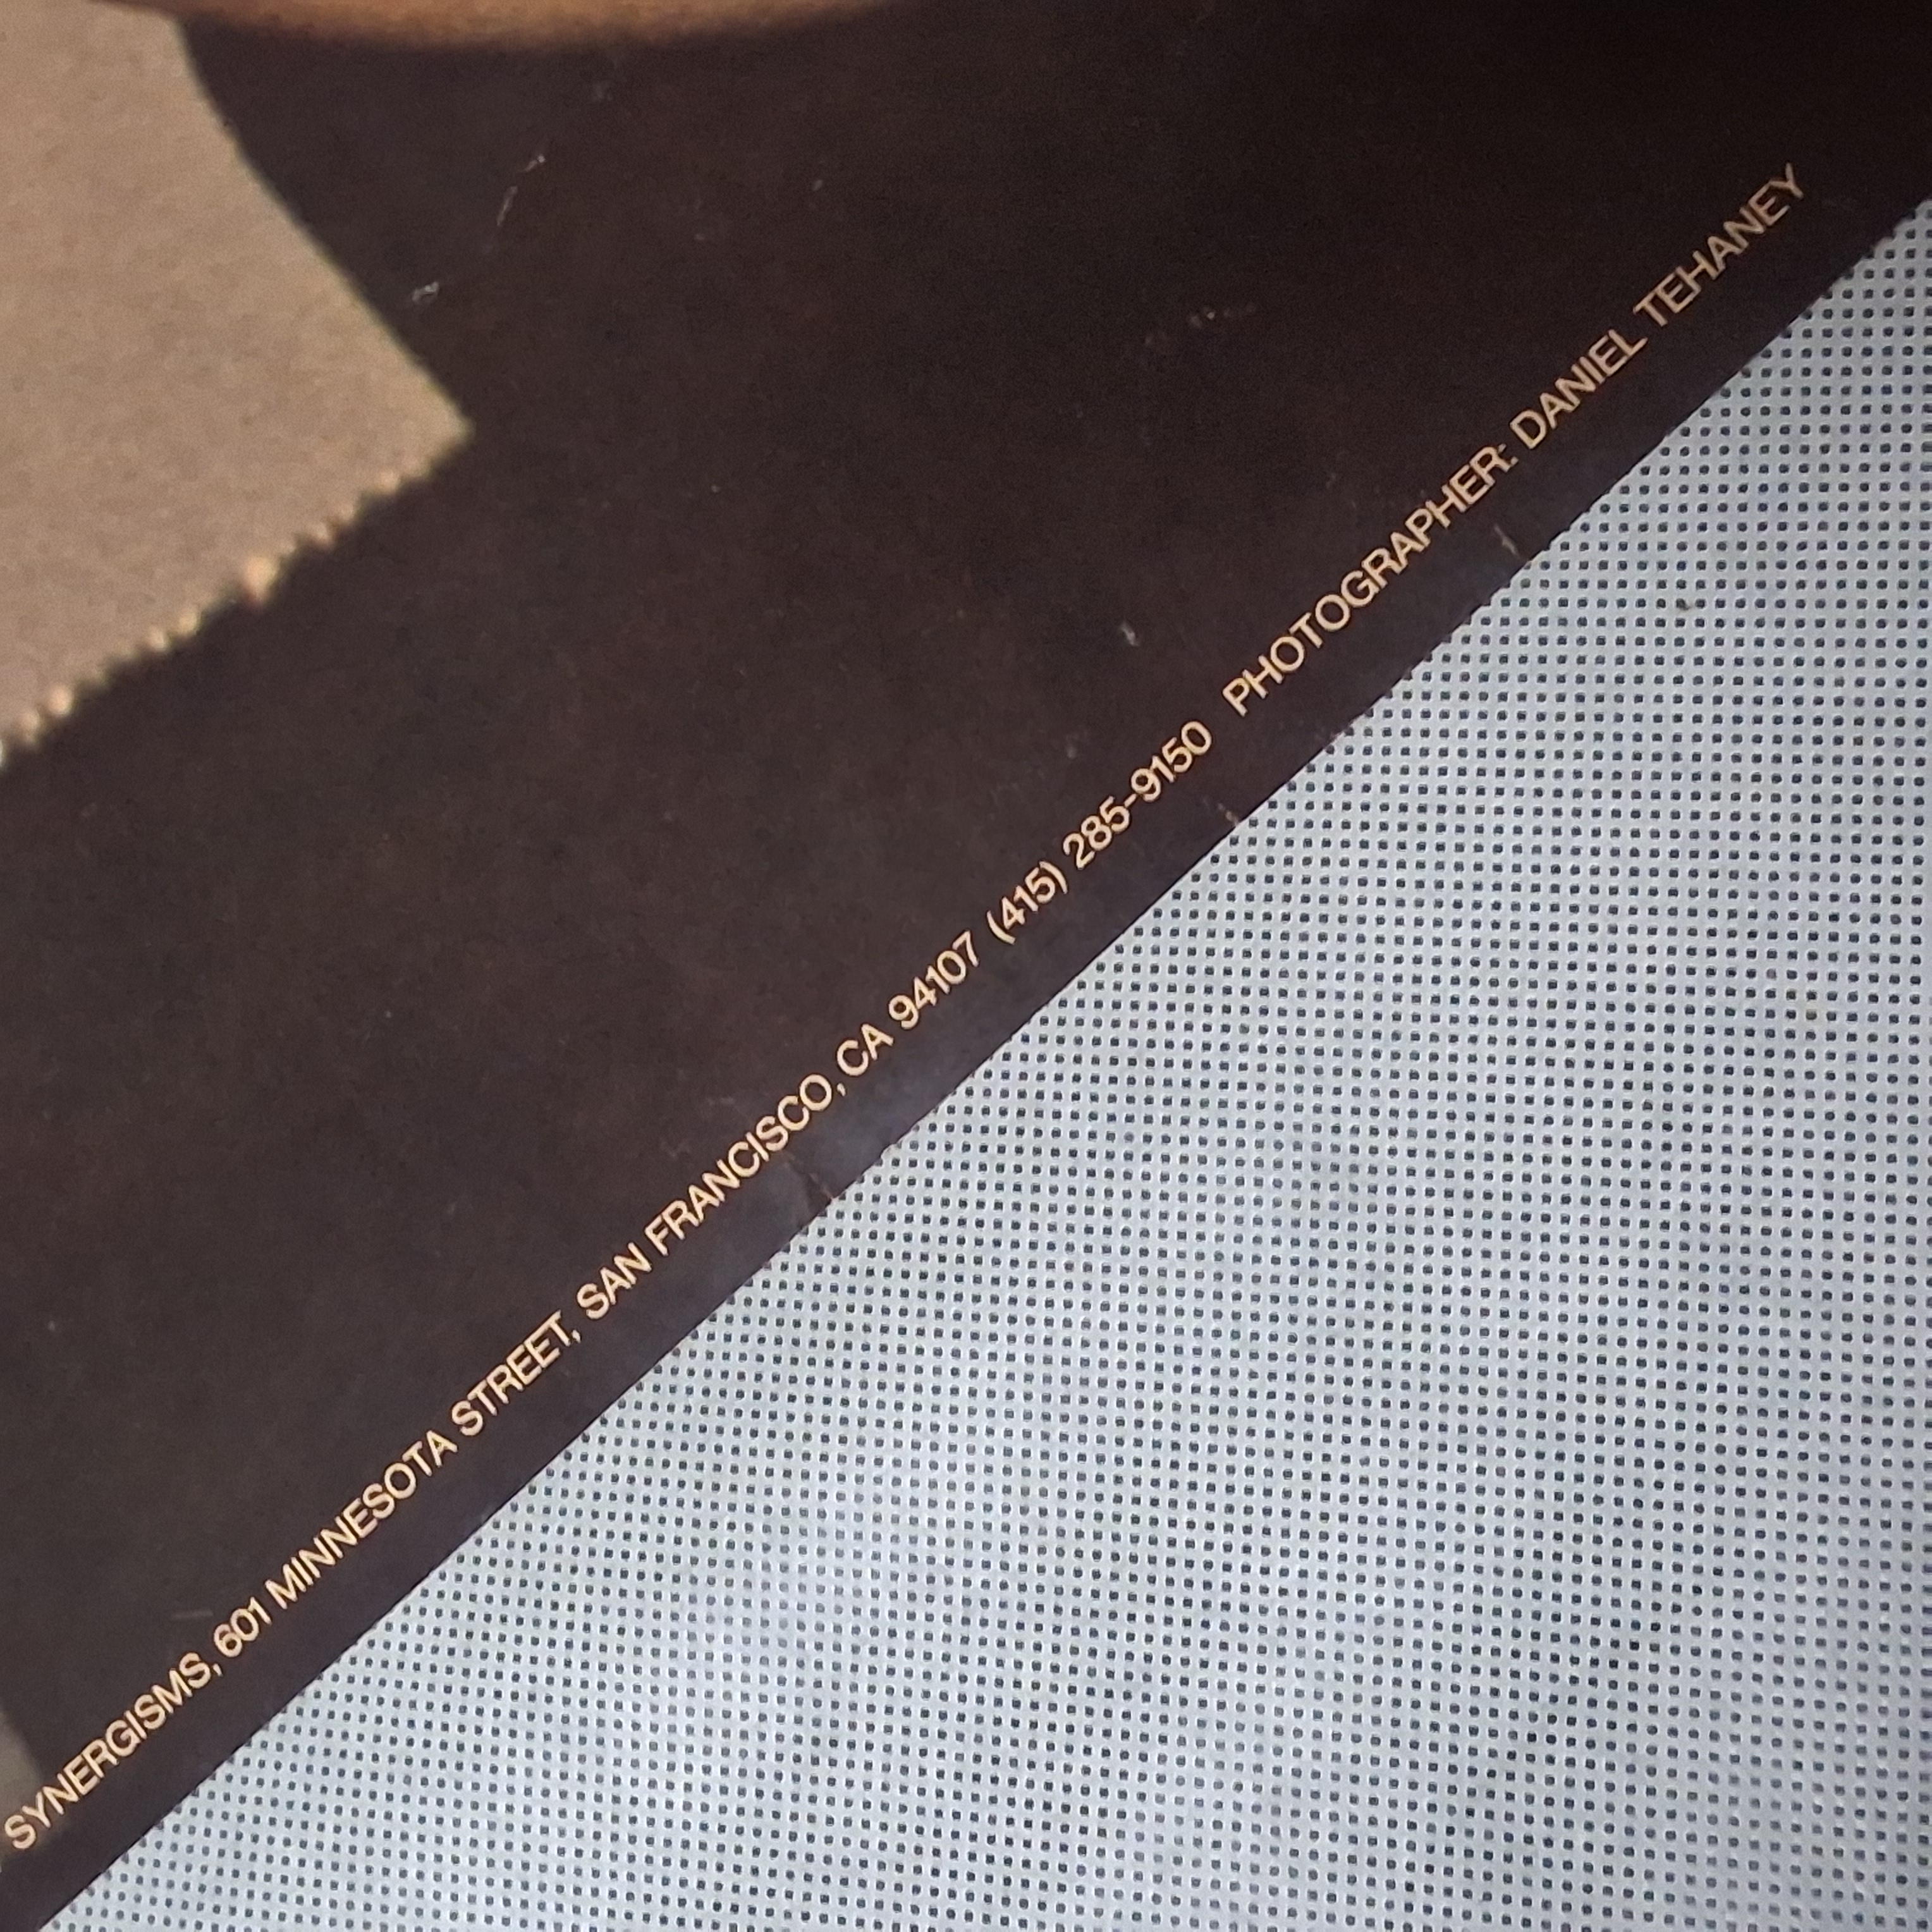 SYNERGISMS, 601 MINNESOTA STREET, SAN FRANCISCO, CA 94107 (415) 285-9150 PHOTOGRAPHER: DANIEL TEHANEY